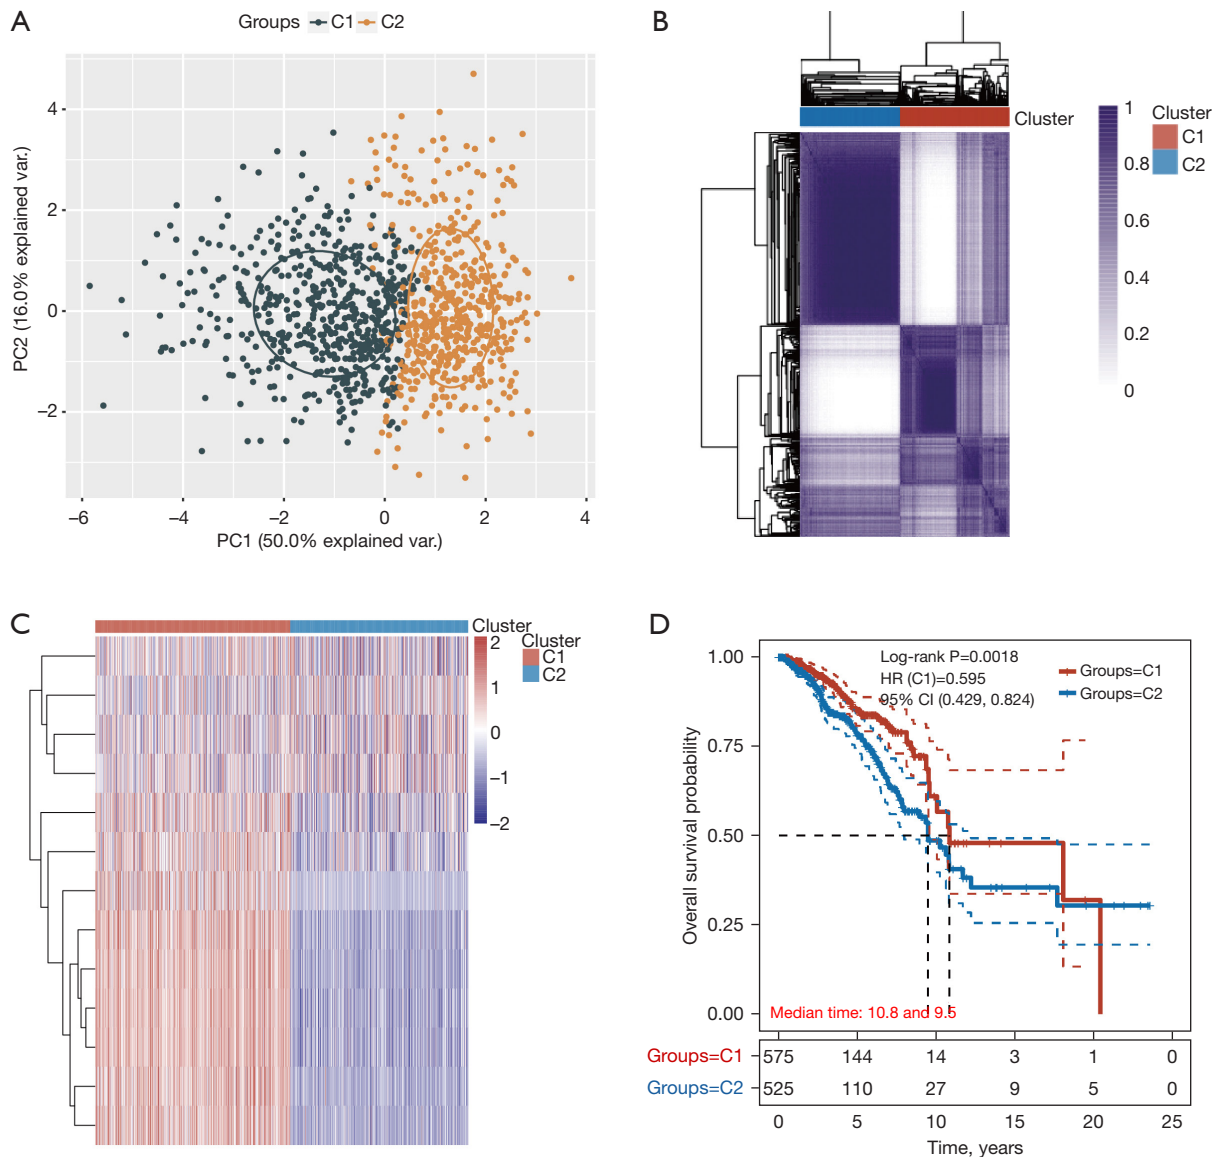 A
Groups C1 C2
PC2 (16.0% explained var.)
4
2
0
−2
−6 −4 −2 0 2 4
PC1 (50.0% explained var.)
B
Cluster
1
0.8
0.6
0.4
0.2
0
Cluster
C1
C2
C
Cluster
2
1
0
−1
−2
Cluster
C1
C2
D
Overall survival probability
1.00
0.75
0.50
0.25
0.00
Log-rank P=0.0018
HR (C1)=0.595
95% CI (0.429, 0.824)
Groups=C1
Groups=C2
Median time: 10.8 and 9.5
Groups=C1 575 144 14 3 1 0
Groups=C2 525 110 27 9 5 0
0 5 10 15 20 25
Time, years